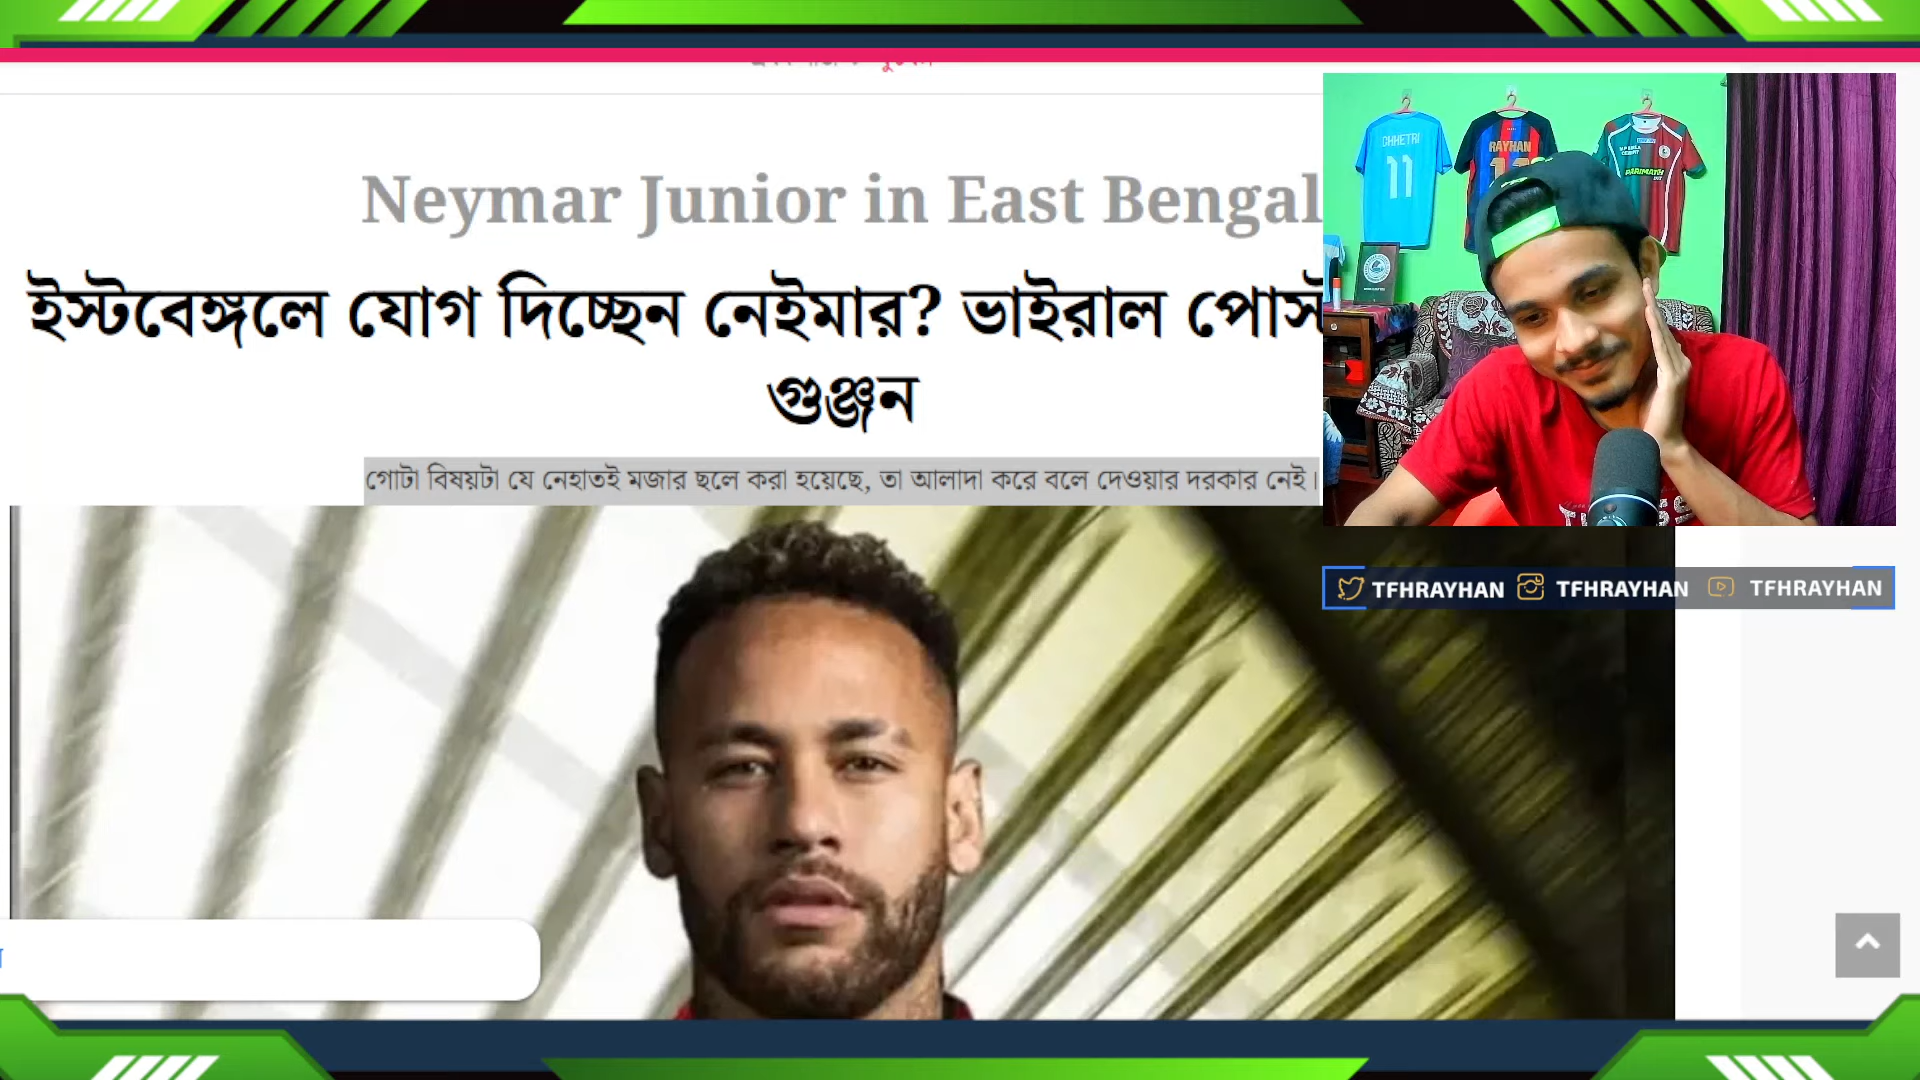 Neymar Junior in East Bengal
ইস্টবেঙ্গলে যোগ দিচ্ছেন নেইমার? ভাইরাল পোস্ট
গুঞ্জন
গোটা বিষয়টা যে নেহাতই মজার ছলে করা হয়েছে, তা আলাদা করে বলে দেওয়ার দরকার নেই।
CHHETRI
11
RAYHAN
PARIMATCH
TFHRAYHAN TFHRAYHAN TFHRAYHAN